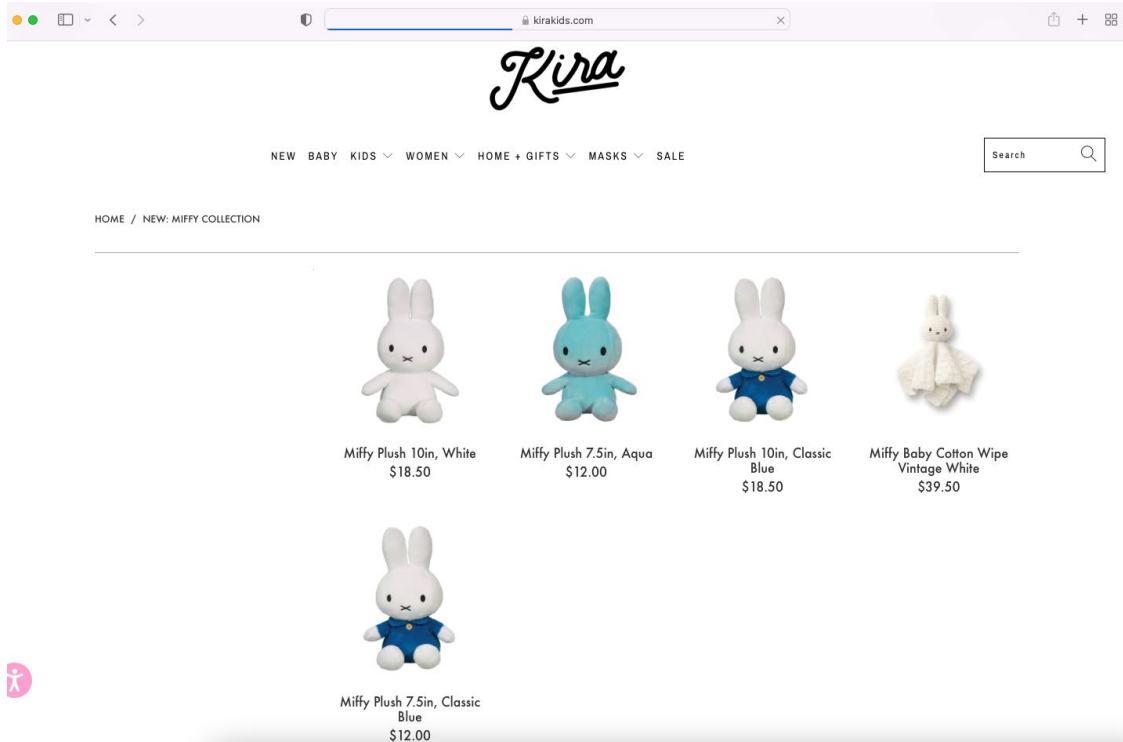 kirakids.com
Kira
NEW BABY KIDS WOMEN HOME + GIFTS MASKS SALE
Search
HOME / NEW: MIFFY COLLECTION
Miffy Plush 10in, White
$18.50
Miffy Plush 7.5in, Aqua
$12.00
Miffy Plush 10in, Classic
Blue
$18.50
Miffy Baby Cotton Wipe
Vintage White
$39.50
Miffy Plush 7.5in, Classic
Blue
$12.00